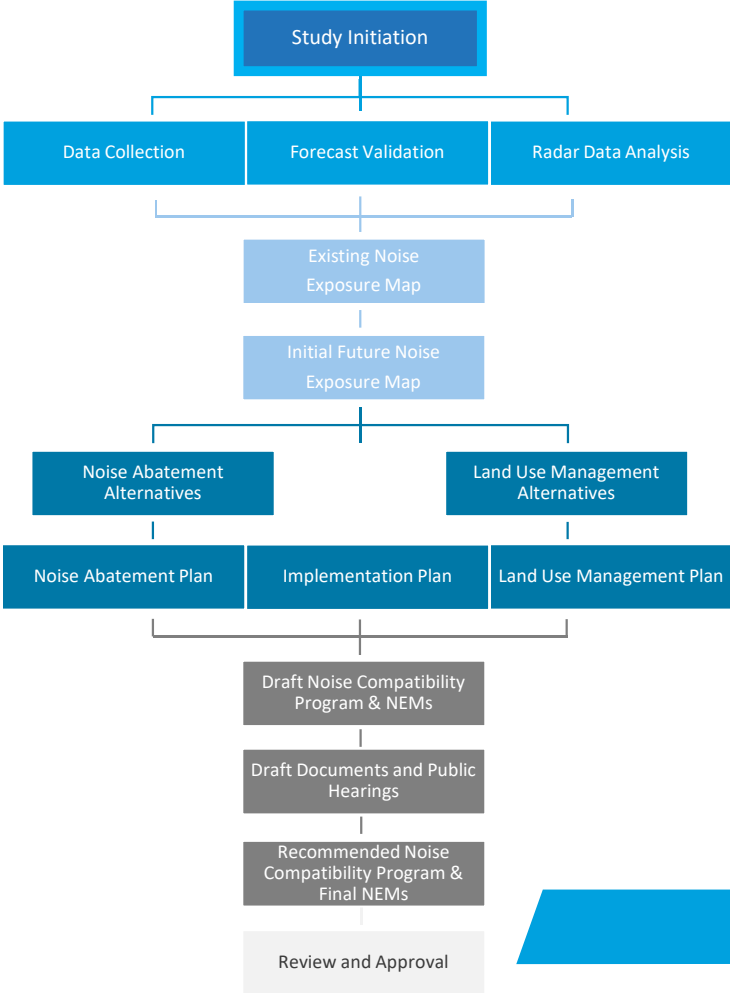 Study Initiation
Data Collection
Forecast Validation
Radar Data Analysis
Existing Noise
Exposure Map
Initial Future Noise
Exposure Map
Noise Abatement
Alternatives
Land Use Management
Alternatives
Noise Abatement Plan
Implementation Plan
Land Use Management Plan
Draft Noise Compatibility
Program & NEMs
Draft Documents and Public
Hearings
Recommended Noise
Compatibility Program &
Final NEMs
Review and Approval